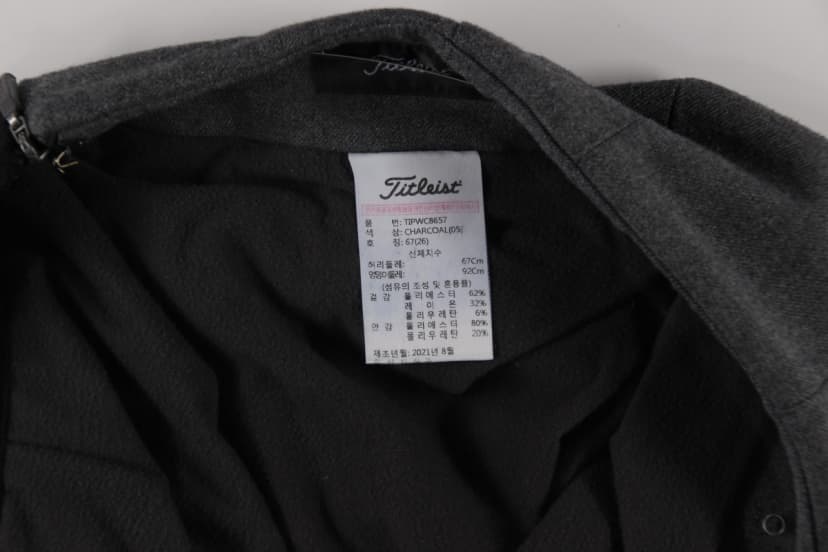 Titleist
Titleist
품 번: TIPWC8657
색 상: CHARCOAL(05)
호 칭: 67(26)
신체치수
허리둘레: 67Cm
엉덩이둘레: 92Cm
(섬유의 조성 및 혼용률)
겉감 폴리에스터 62%
레이온 32%
폴리우레탄 6%
안감 폴리에스터 80%
폴리우레탄 20%
제조년월: 2021년 8월